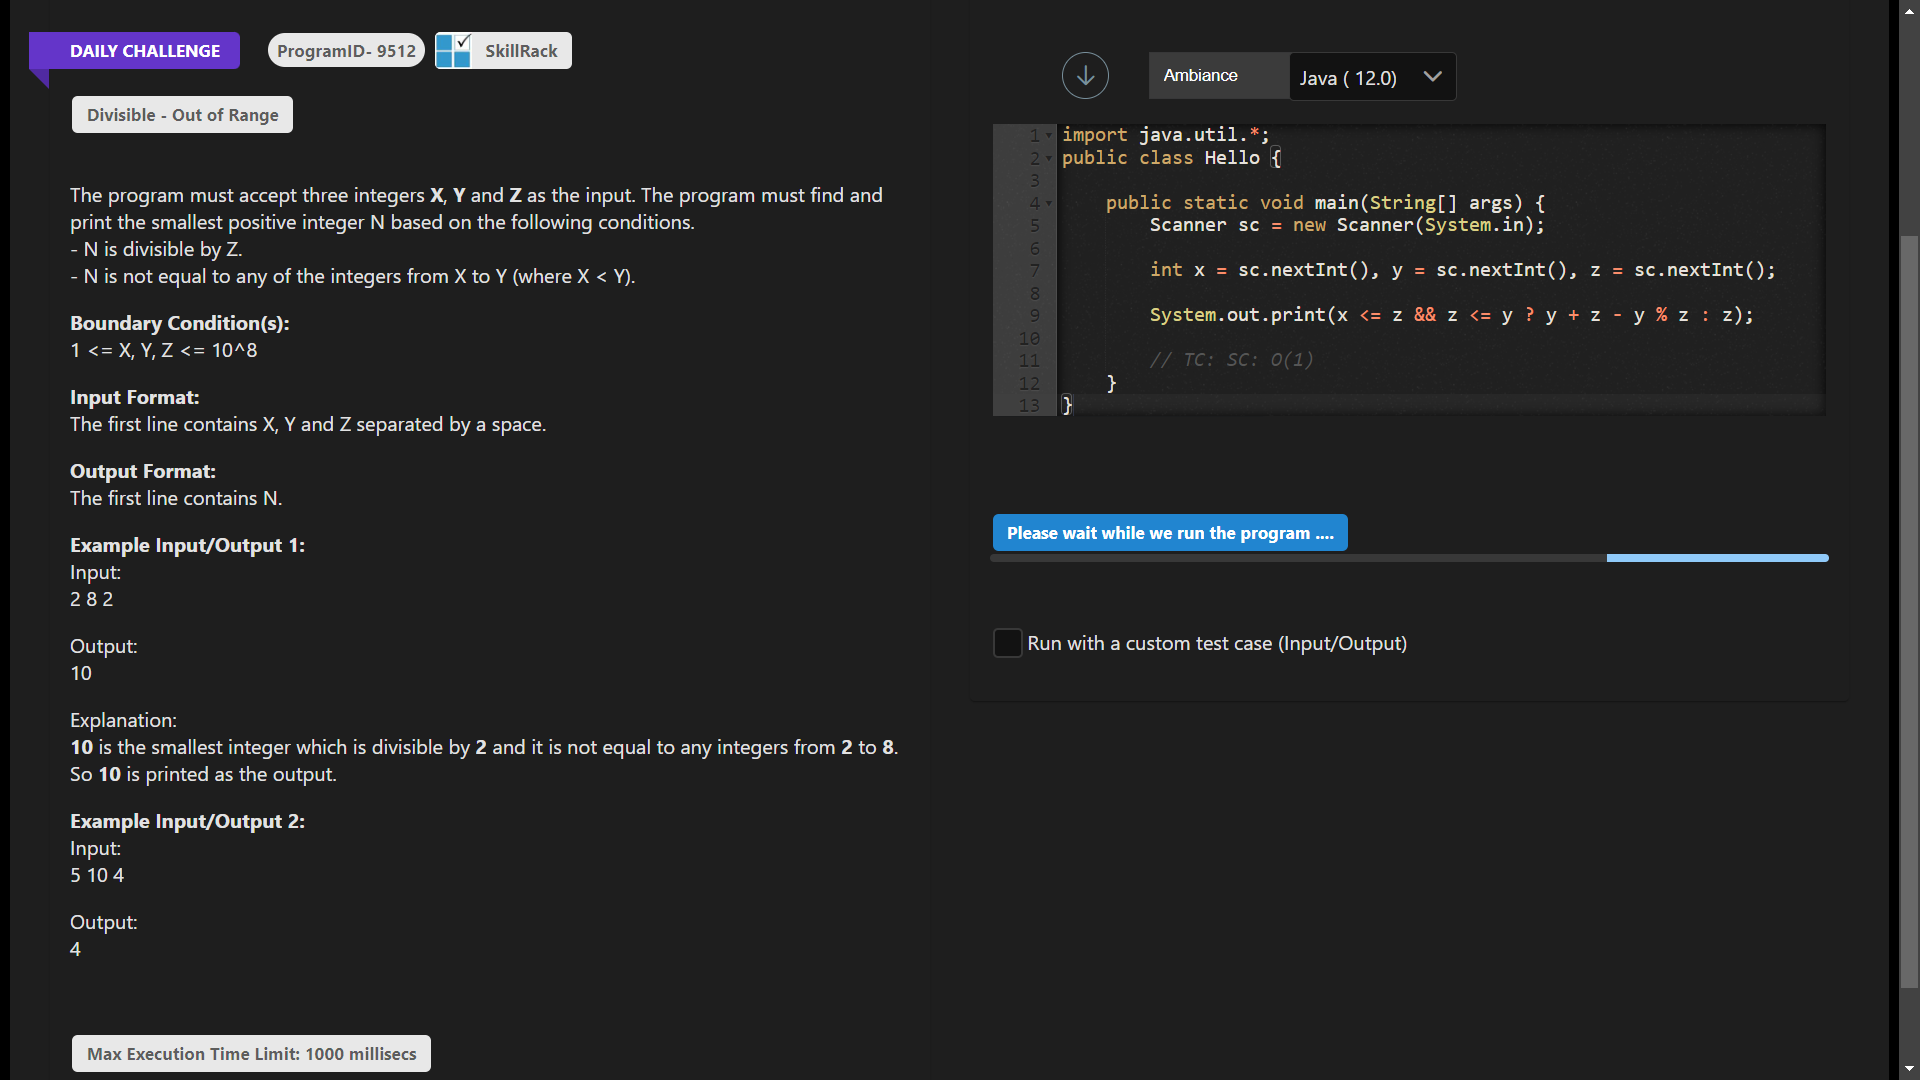 DAILY CHALLENGE
ProgramID- 9512
SkillRack
Divisible - Out of Range
The program must accept three integers X, Y and Z as the input. The program must find and
print the smallest positive integer N based on the following conditions.
- N is divisible by Z.
- N is not equal to any of the integers from X to Y (where X < Y).
Boundary Condition(s):
1 <= X, Y, Z <= 10^8
Input Format:
The first line contains X, Y and Z separated by a space.
Output Format:
The first line contains N.
Example Input/Output 1:
Input:
2 8 2
Output:
10
Explanation:
10 is the smallest integer which is divisible by 2 and it is not equal to any integers from 2 to 8.
So 10 is printed as the output.
Example Input/Output 2:
Input:
5 10 4
Output:
4
Max Execution Time Limit: 1000 millisecs
Ambiance
Java ( 12.0)
1 import java.util.*;
2 public class Hello {
3
4 public static void main(String[] args) {
5 Scanner sc = new Scanner(System.in);
6
7 int x = sc.nextInt(), y = sc.nextInt(), z = sc.nextInt();
8
9 System.out.print(x <= z && z <= y ? y + z - y % z : z);
10
11 // TC: SC: O(1)
12 }
13 }
Please wait while we run the program ....
Run with a custom test case (Input/Output)